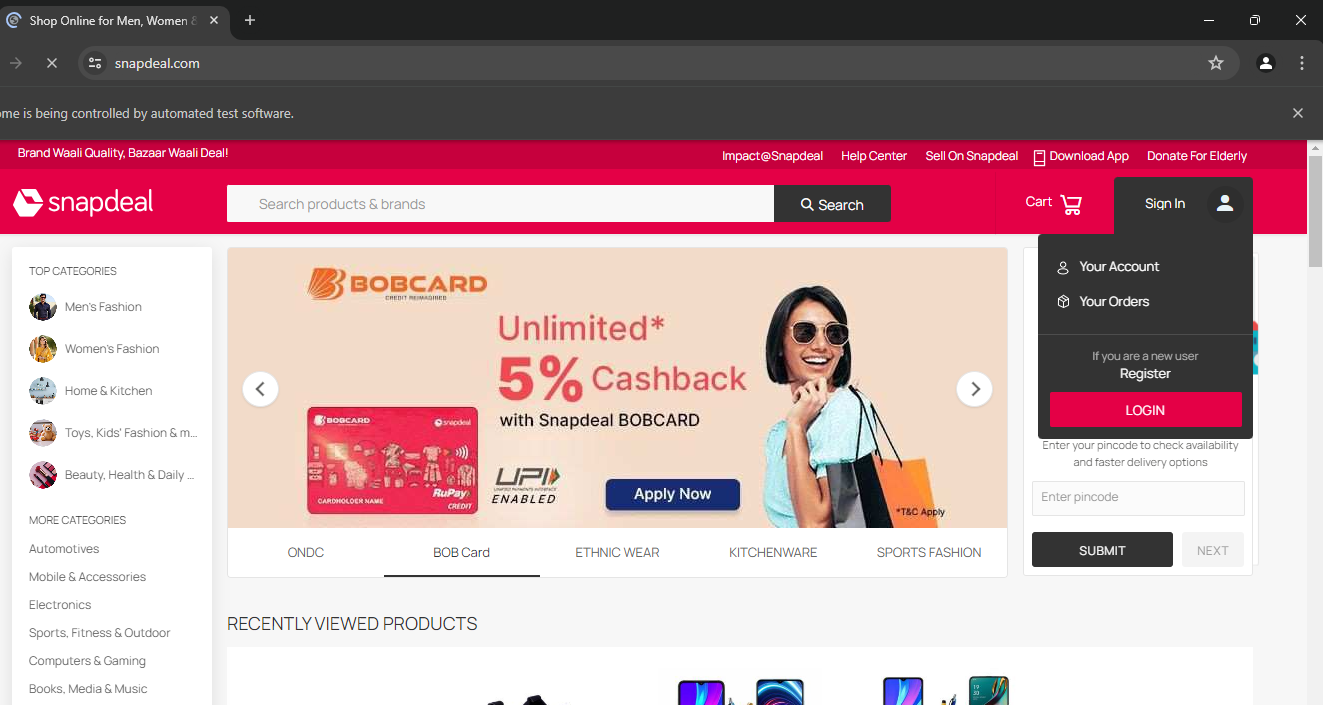 Shop Online for Men, Women &
snapdeal.com
ome is being controlled by automated test software.
Brand Waali Quality, Bazaar Waali Deal!
Impact@Snapdeal
Help Center
Sell On Snapdeal
Download App
Donate For Elderly
snapdeal
Search products & brands
Search
Cart
Sign In
Your Account
Your Orders
If you are a new user
Register
LOGIN
TOP CATEGORIES
Men's Fashion
Women's Fashion
Home & Kitchen
Toys, Kids' Fashion & m...
Beauty, Health & Daily ...
MORE CATEGORIES
Automotives
Mobile & Accessories
Electronics
Sports, Fitness & Outdoor
Computers & Gaming
Books, Media & Music
BOBCARD
CREDIT REIMAGINED
Unlimited*
5% Cashback
with Snapdeal BOBCARD
BOBCARD
snapdeal
CARDHOLDER NAME
RuPay
CREDIT
UPI
UNIFIED PAYMENTS INTERFACE
ENABLED
Apply Now
*T&C Apply
ONDC
BOB Card
ETHNIC WEAR
KITCHENWARE
SPORTS FASHION
Enter your pincode to check availability
and faster delivery options
Enter pincode
SUBMIT
NEXT
RECENTLY VIEWED PRODUCTS